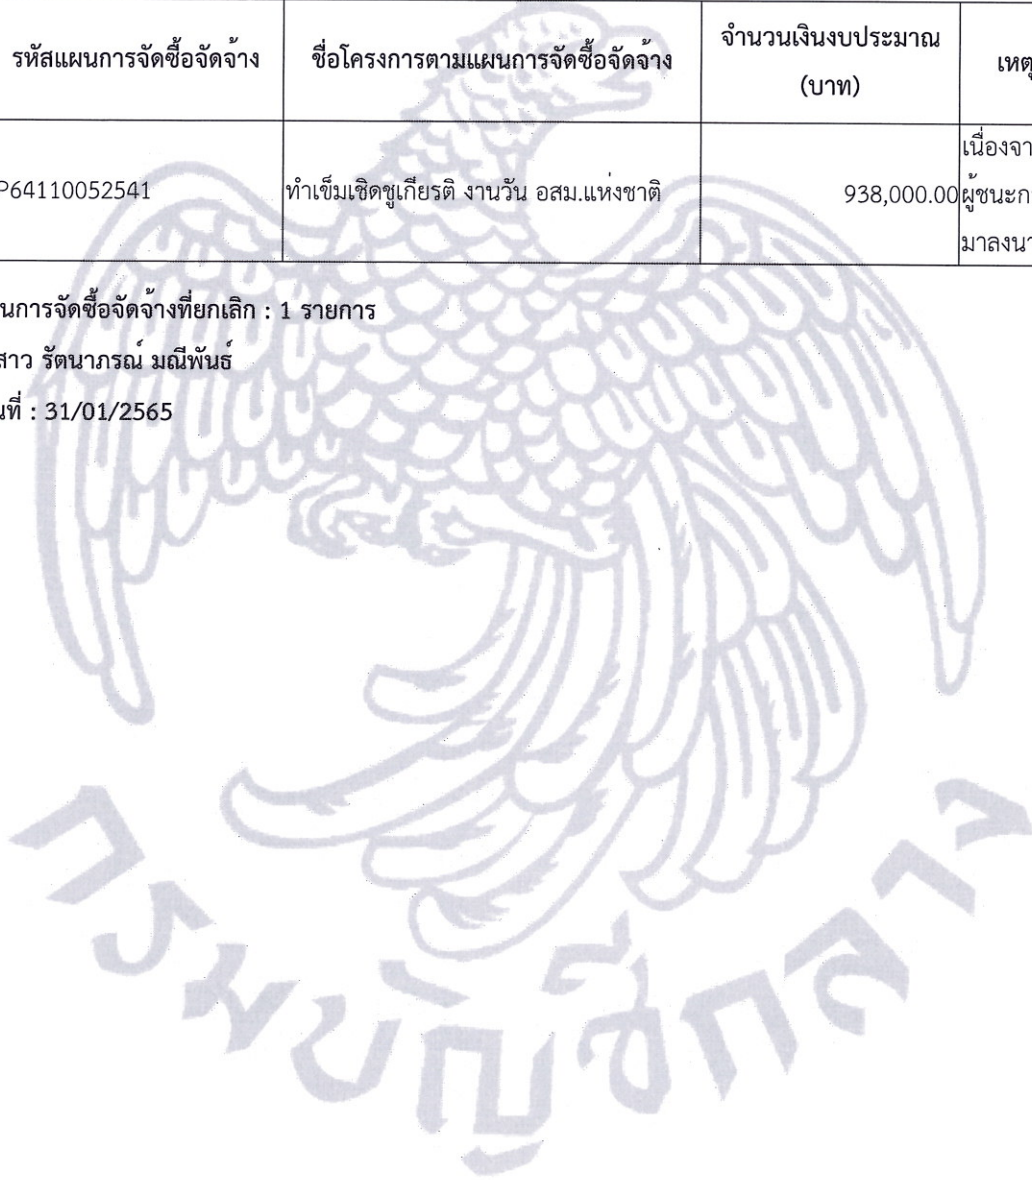 รหัสแผนการจัดซื้อจัดจ้าง ชื่อโครงการตามแผนการจัดซื้อจัดจ้าง จำนวนเงินงบประมาณ (บาท) เหตุ
P64110052541 ทำเข็มเชิดชูเกียรติ งานวัน อสม.แห่งชาติ 938,000.00 เนื่องจา
ผู้ชนะก
มาลงนา
นการจัดซื้อจัดจ้างที่ยกเลิก : 1 รายการ
สาว รัตนาภรณ์ มณีพันธ์
นที่ : 31/01/2565
กรมบัญชีกลาง